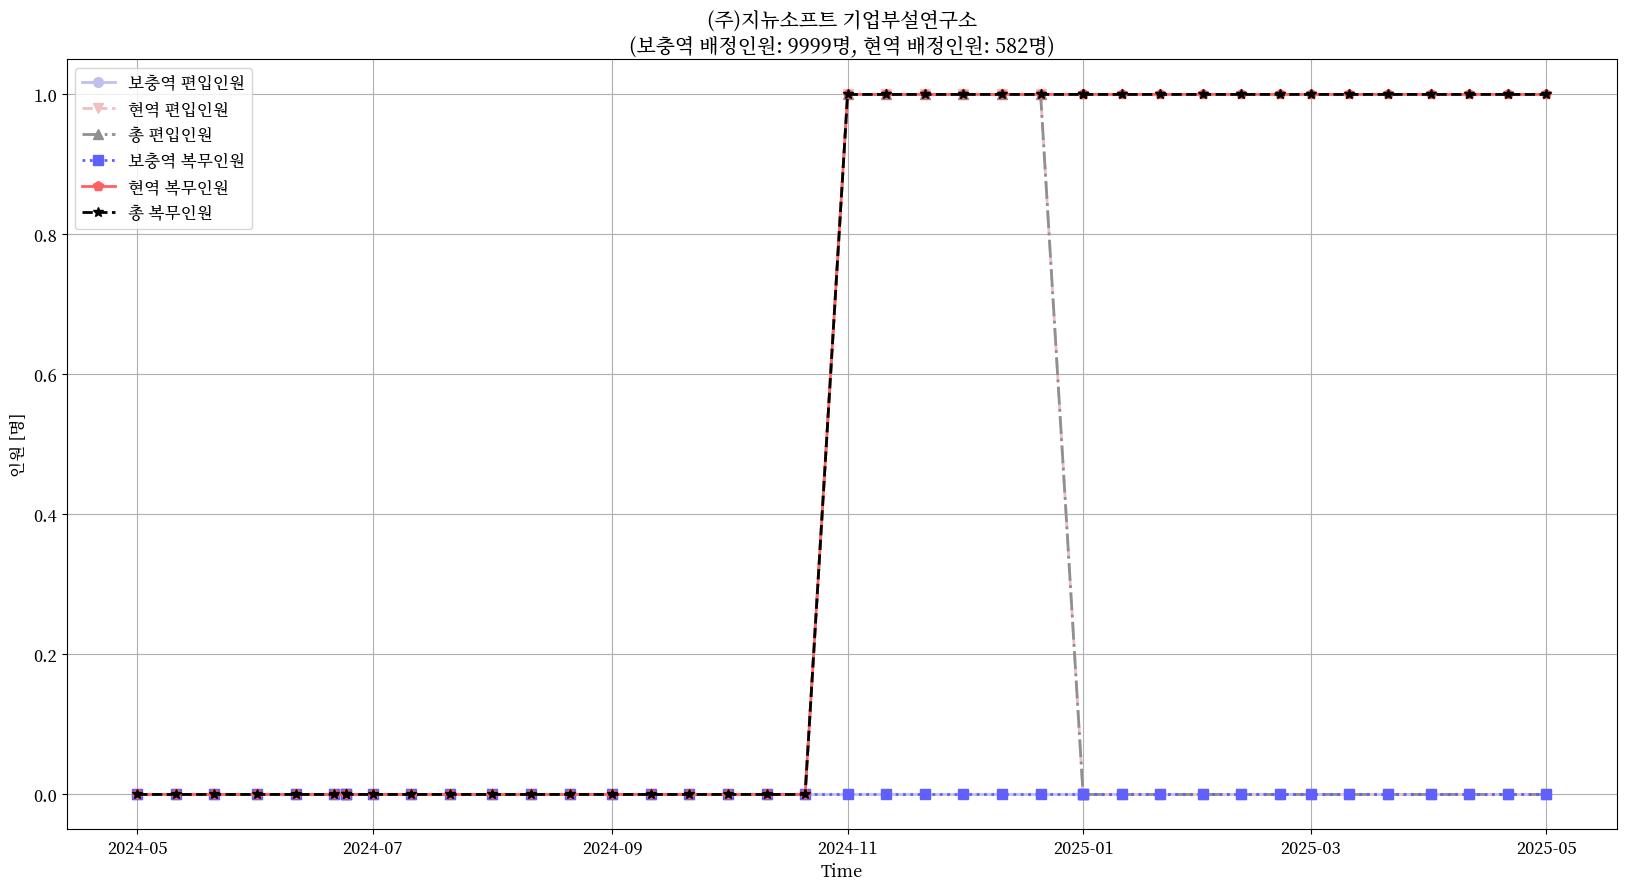 (주)지뉴소프트 기업부설연구소
(보충역 배정인원: 9999명, 현역 배정인원: 582명)
보충역 편입인원
현역 편입인원
총 편입인원
보충역 복무인원
현역 복무인원
총 복무인원
인원 [명]
1.0
0.8
0.6
0.4
0.2
0.0
2024-05
2024-07
2024-09
2024-11
2025-01
2025-03
2025-05
Time